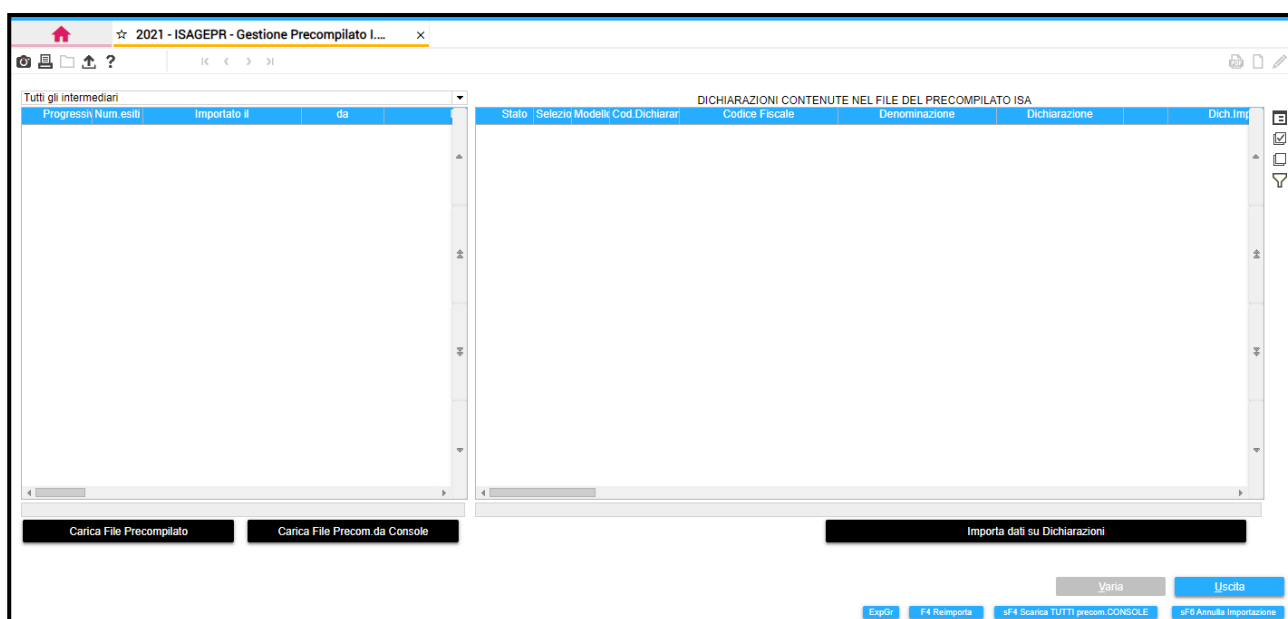 ☆ 2021 - ISAGEPR - Gestione Precompilato I.... ×
?
Tutti gli intermediari
DICHIARAZIONI CONTENUTE NEL FILE DEL PRECOMPILATO ISA
Progressiv Num.esiti Importato il da
Stato Selezio Modello Cod.Dichiarar Codice Fiscale Denominazione Dichiarazione Dich.Imp
Carica File Precompilato Carica File Precom.da Console Importa dati su Dichiarazioni
Varia Uscita
ExpGr F4 Reimporta sF4 Scarica TUTTI precom.CONSOLE sF6 Annulla Importazione